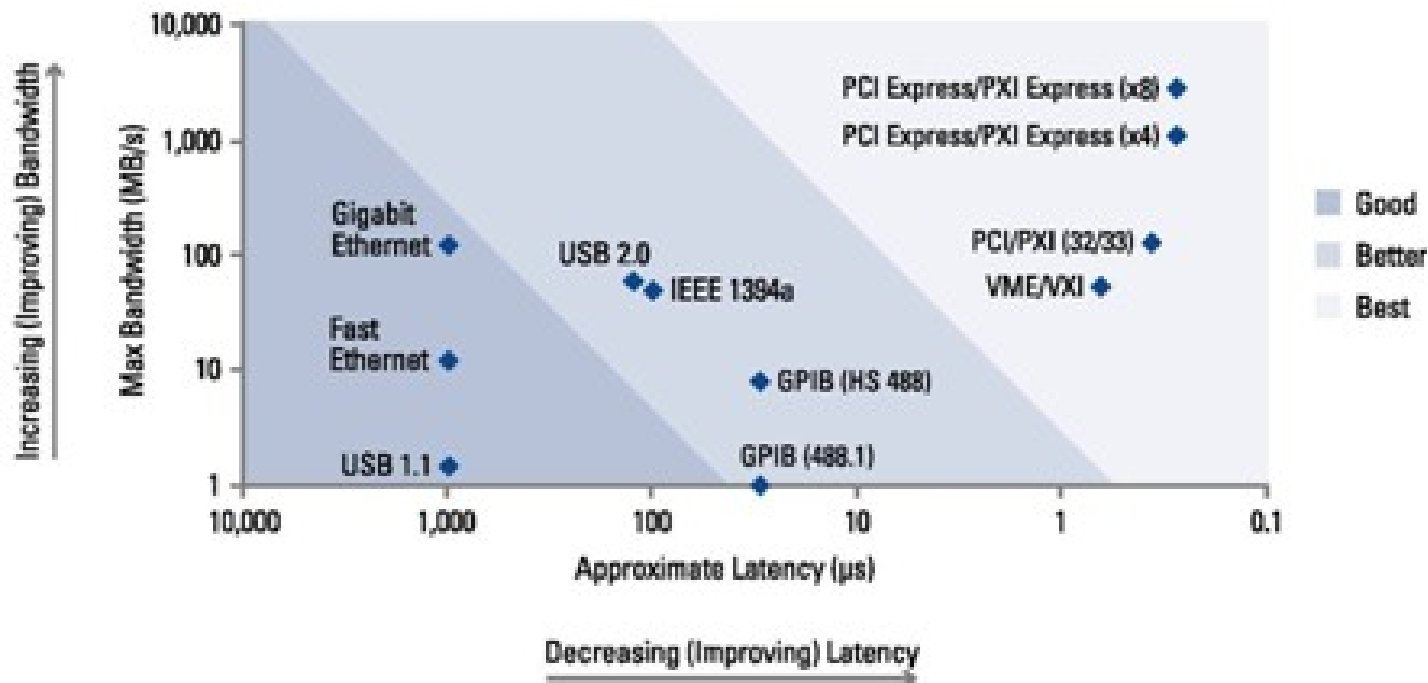 Increasing (Improving) Bandwidth
Max Bandwidth (MB/s)
10,000
1,000
100
10
1
PCI Express/PXI Express (x8)
PCI Express/PXI Express (x4)
Gigabit
Ethernet
USB 2.0
IEEE 1394a
PCI/PXI (32/33)
VME/VXI
Fast
Ethernet
GPIB (HS 488)
USB 1.1
GPIB (488.1)
Good
Better
Best
10,000
1,000
100
10
1
0.1
Approximate Latency (µs)
Decreasing (Improving) Latency